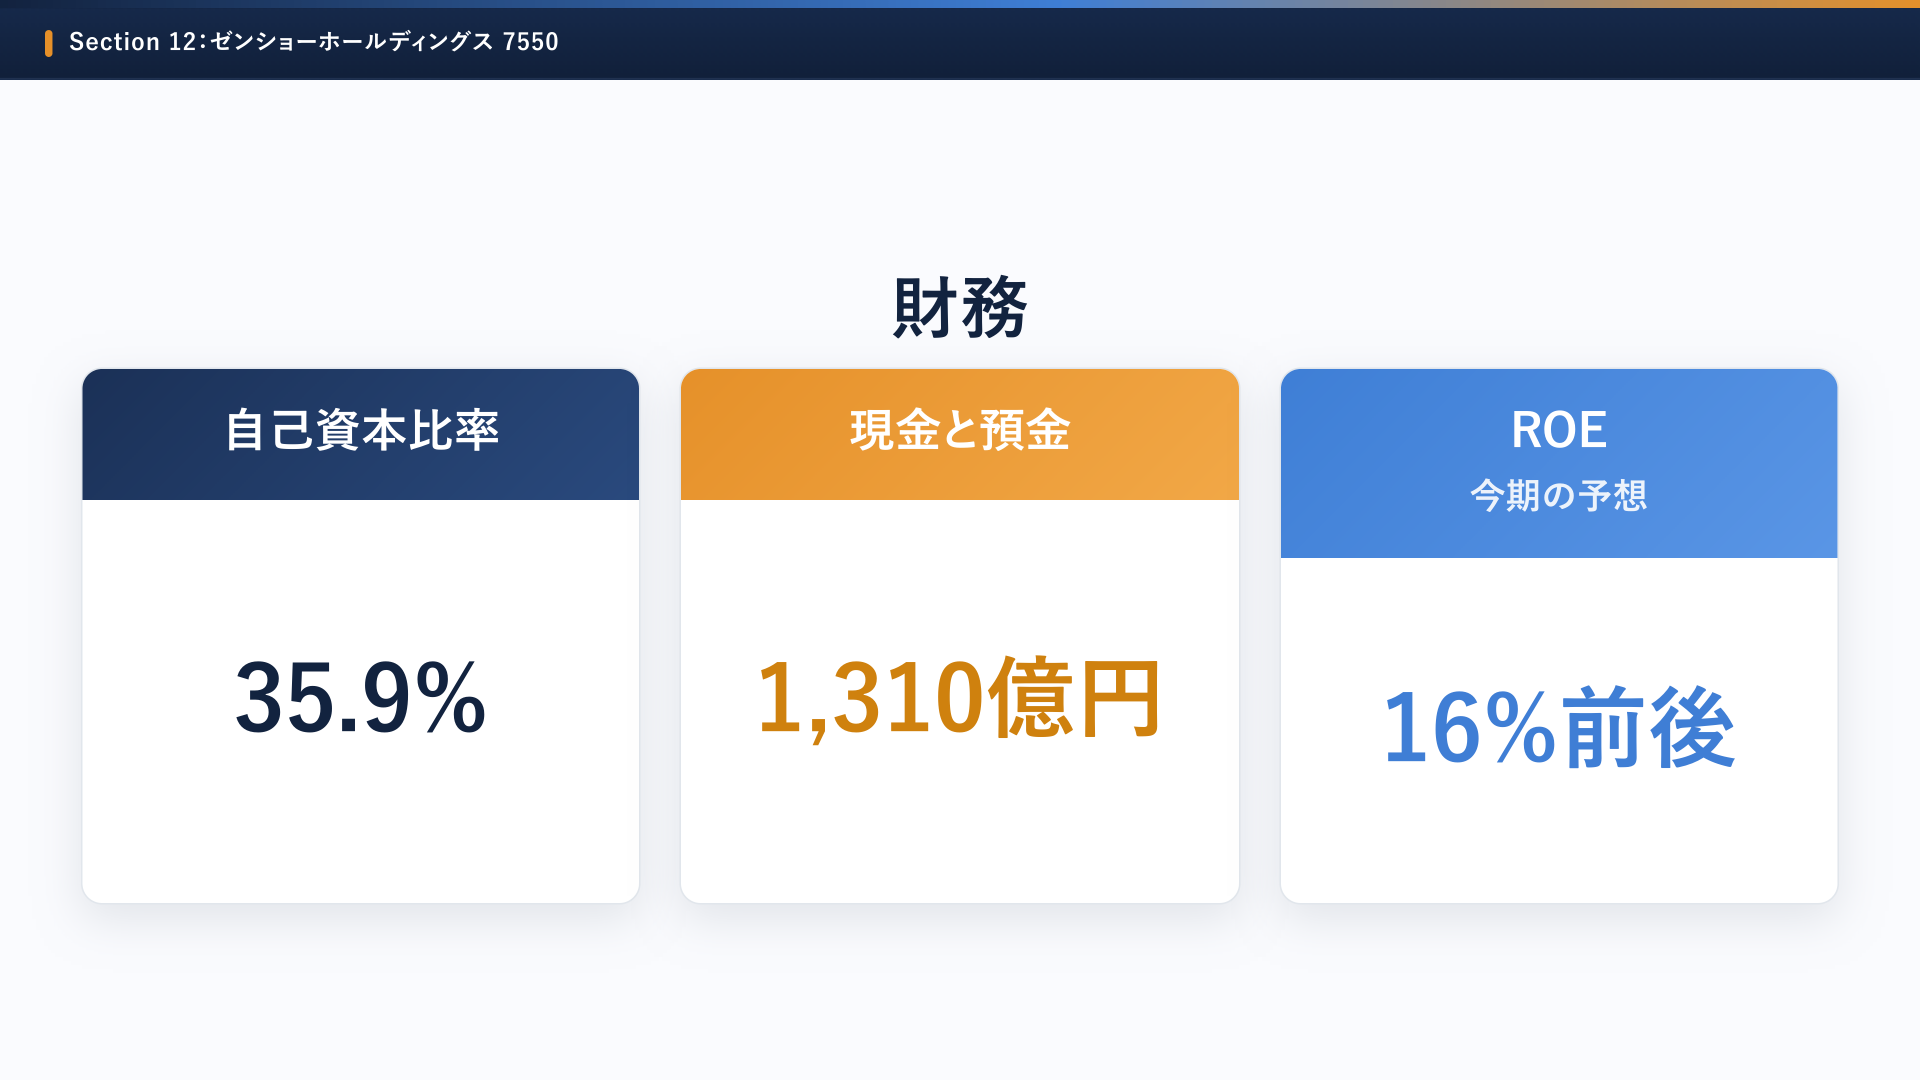 Section 12：ゼンショーホールディングス 7550
財務
自己資本比率
35.9%
現金と預金
1,310億円
ROE
今期の予想
16%前後